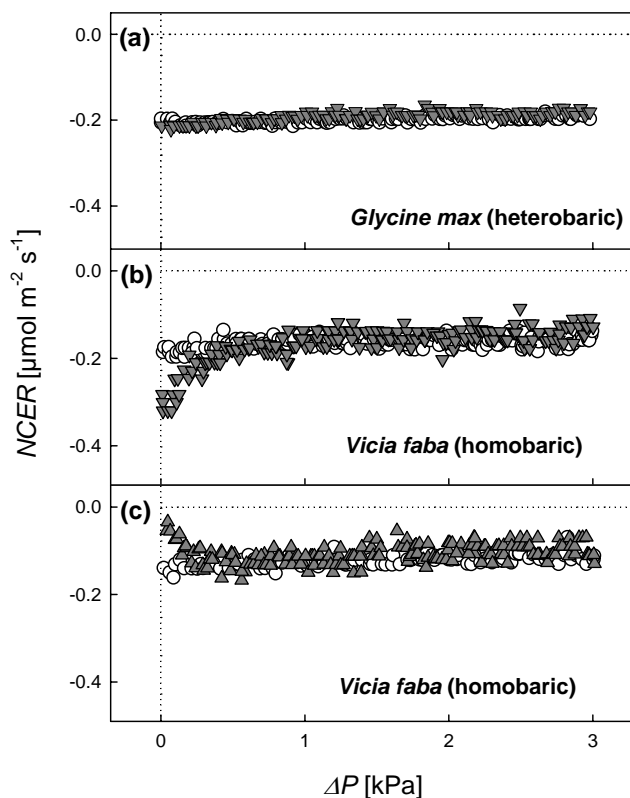 (a)
0.0
-0.2
-0.4
Glycine max (heterobaric)
(b)
0.0
-0.2
-0.4
Vicia faba (homobaric)
(c)
0.0
-0.2
-0.4
Vicia faba (homobaric)
NCER [µmol m⁻² s⁻¹]
0 1 2 3
ΔP [kPa]